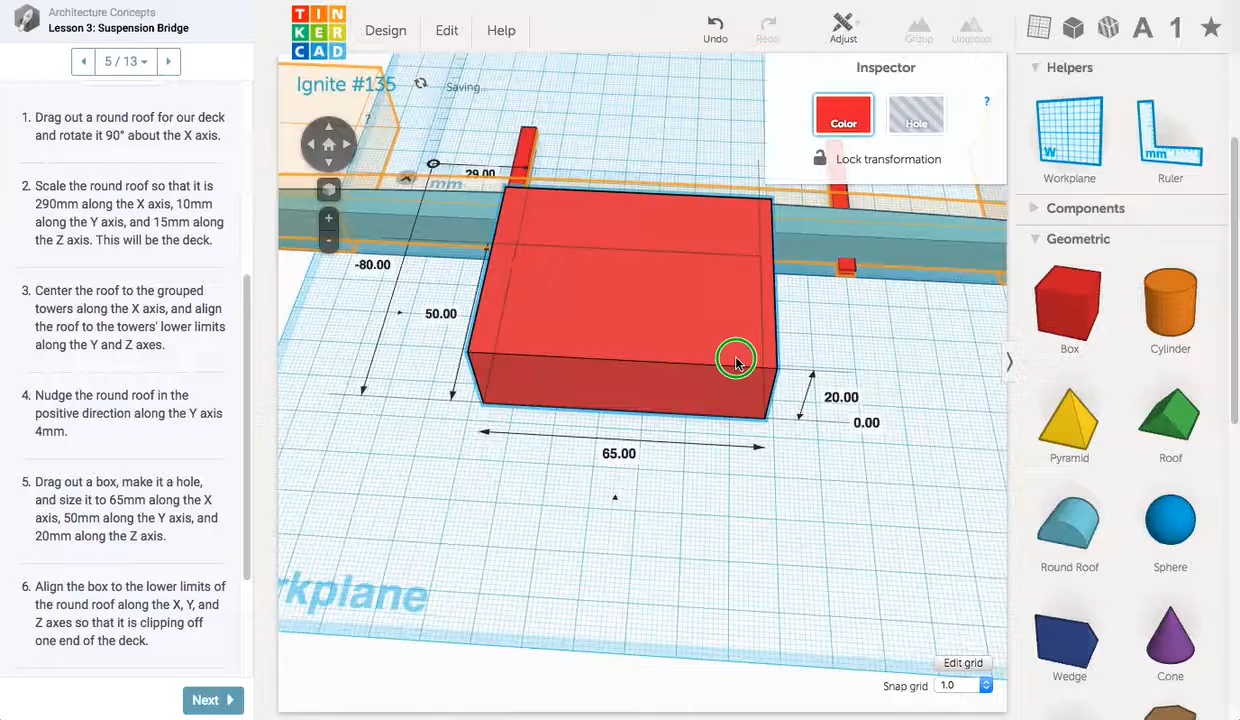 Architecture Concepts
Lesson 3: Suspension Bridge
5 / 13
1. Drag out a round roof for our deck
and rotate it 90° about the X axis.
2. Scale the round roof so that it is
290mm along the X axis, 10mm
along the Y axis, and 15mm along
the Z axis. This will be the deck.
3. Center the roof to the grouped
towers along the X axis, and align
the roof to the towers' lower limits
along the Y and Z axes.
4. Nudge the round roof in the
positive direction along the Y axis
4mm.
5. Drag out a box, make it a hole,
and size it to 65mm along the X
axis, 50mm along the Y axis, and
20mm along the Z axis.
6. Align the box to the lower limits of
the round roof along the X, Y, and
Z axes so that it is clipping off
one end of the deck.
Next
TIN
KER
CAD
Design
Edit
Help
Undo
Redo
Adjust
Group
Ungroup
Ignite #135
Saving...
?
mm
29.00
-80.00
50.00
20.00
0.00
65.00
rkplane
Inspector
Color
Hole
?
Lock transformation
Edit grid
Snap grid
1.0
A
1
Helpers
W
Workplane
mm
Ruler
Components
Geometric
Box
Cylinder
Pyramid
Roof
Round Roof
Sphere
Wedge
Cone